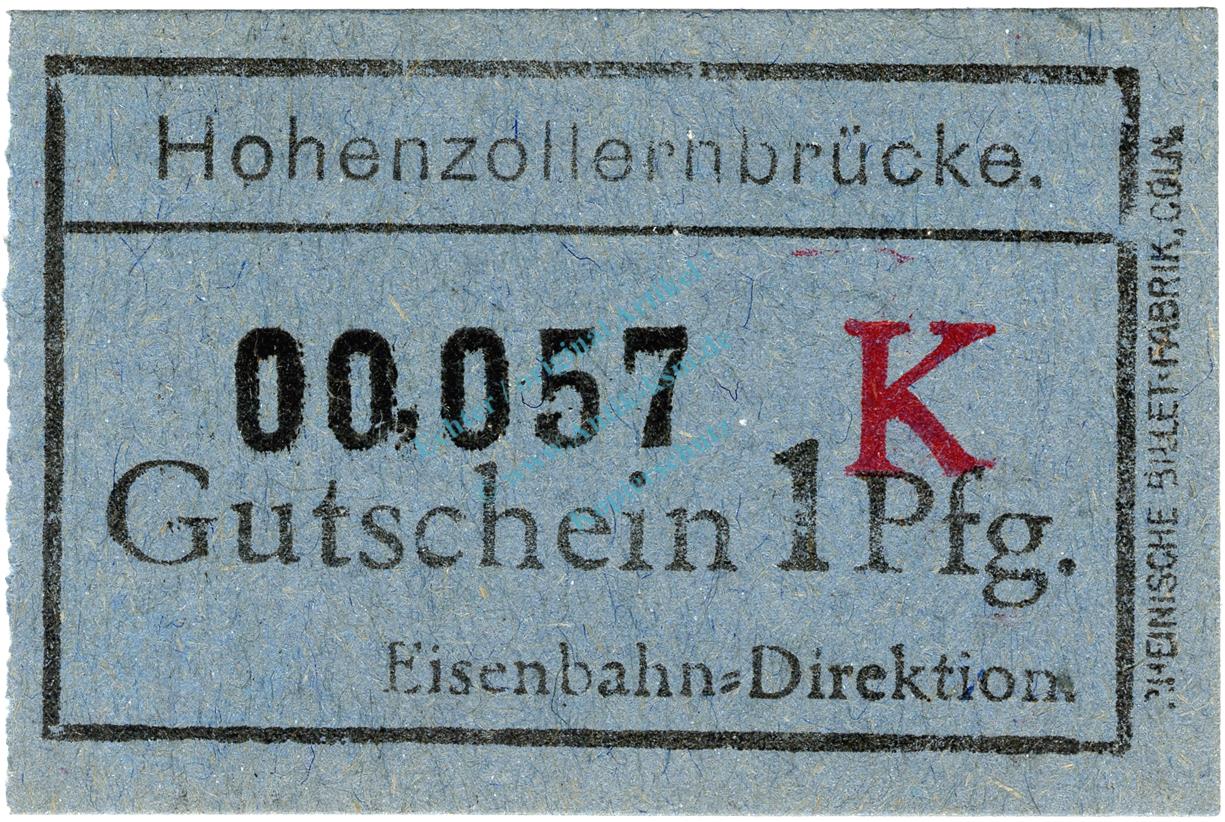 Hohenzollernbrücke.
00,057 K
Gutschein 1 Pfg.
Eisenbahn=Direktion.
RHEINISCHE BILLET-FABRIK, CÖLN.